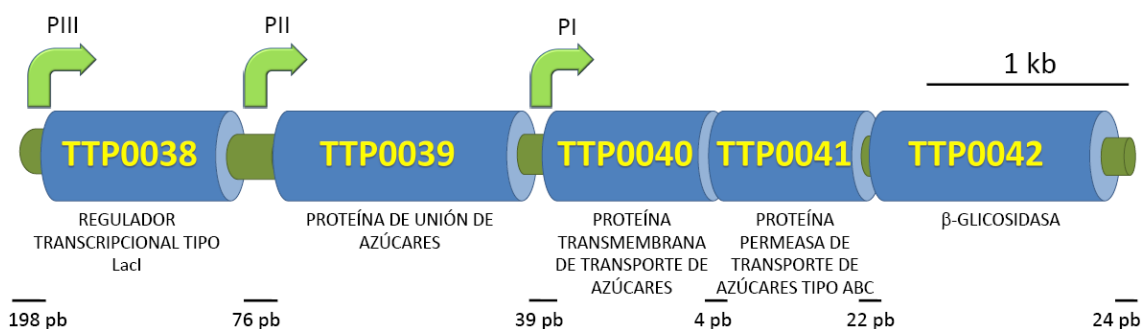 PIII
PII
PI
1 kb
TTP0038
TTP0039
TTP0040
TTP0041
TTP0042
REGULADOR
TRANSCRIPCIONAL TIPO
LacI
PROTEÍNA DE UNIÓN DE
AZÚCARES
PROTEÍNA
TRANSMEMBRANA
DE TRANSPORTE DE
AZÚCARES
PROTEÍNA
PERMEASA DE
TRANSPORTE DE
AZÚCARES TIPO ABC
β-GLICOSIDASA
198 pb
76 pb
39 pb
4 pb
22 pb
24 pb